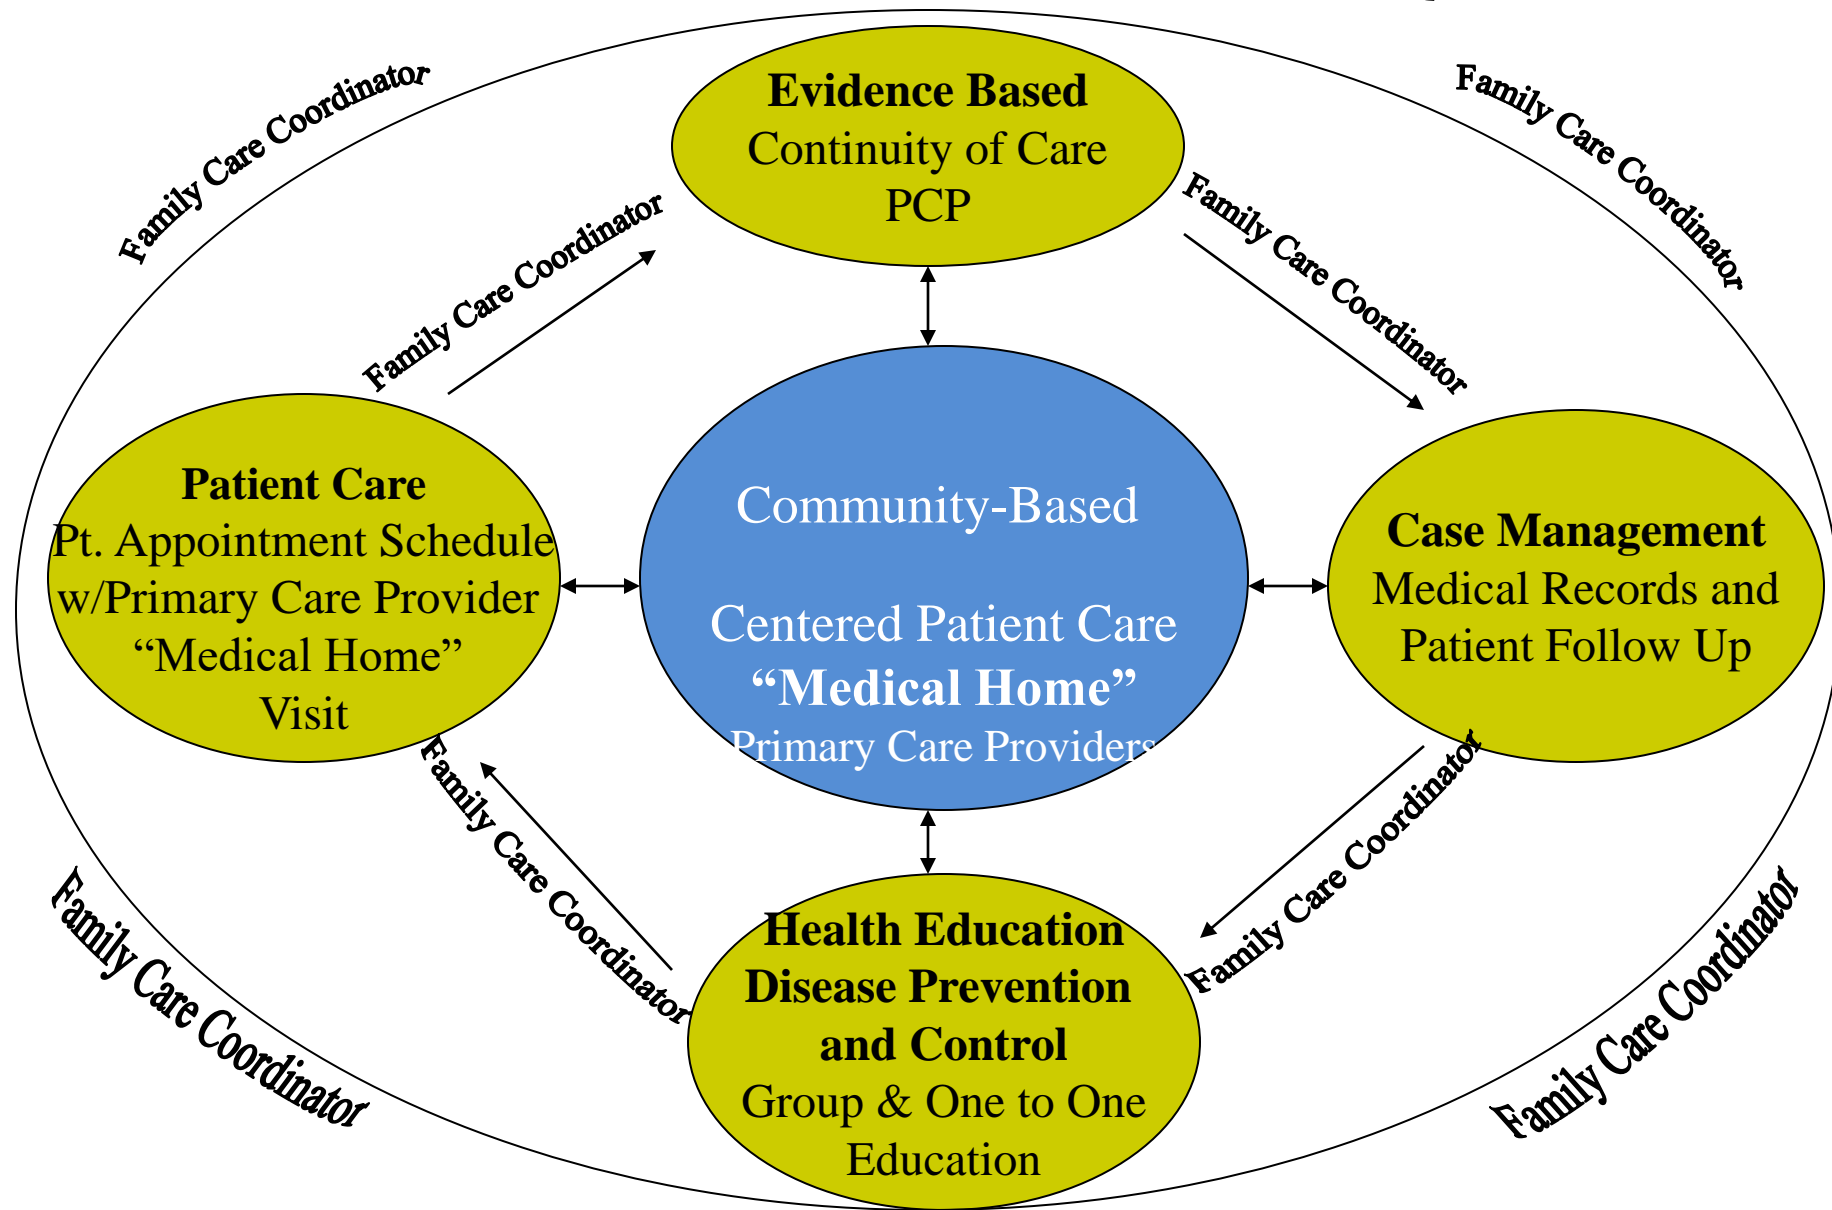 Family Care Coordinator
Family Care Coordinator
Evidence Based
Continuity of Care
PCP
Family Care Coordinator
Family Care Coordinator
Patient Care
Pt. Appointment Schedule
w/Primary Care Provider
“Medical Home”
Visit
Community-Based
Centered Patient Care
“Medical Home”
Primary Care Providers
Case Management
Medical Records and
Patient Follow Up
Family Care Coordinator
Family Care Coordinator
Health Education
Disease Prevention
and Control
Group & One to One
Education
Family Care Coordinator
Family Care Coordinator